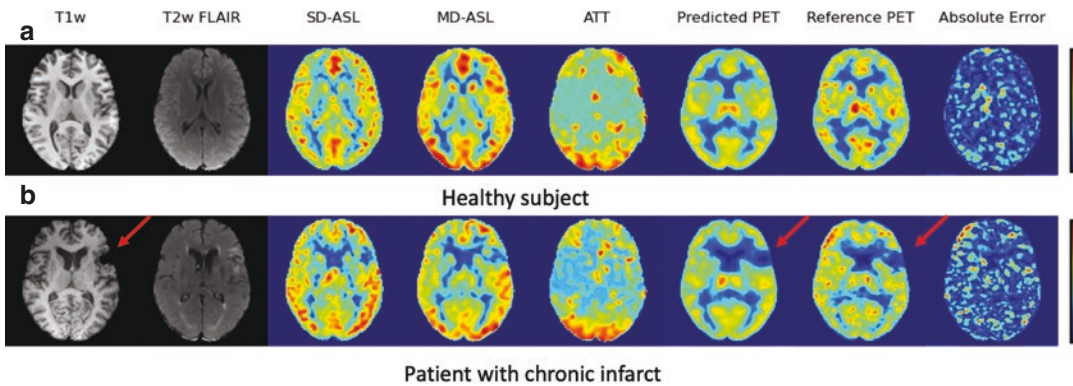 T1w T2w FLAIR SD-ASL MD-ASL ATT Predicted PET Reference PET Absolute Error
a
Healthy subject
b
Patient with chronic infarct